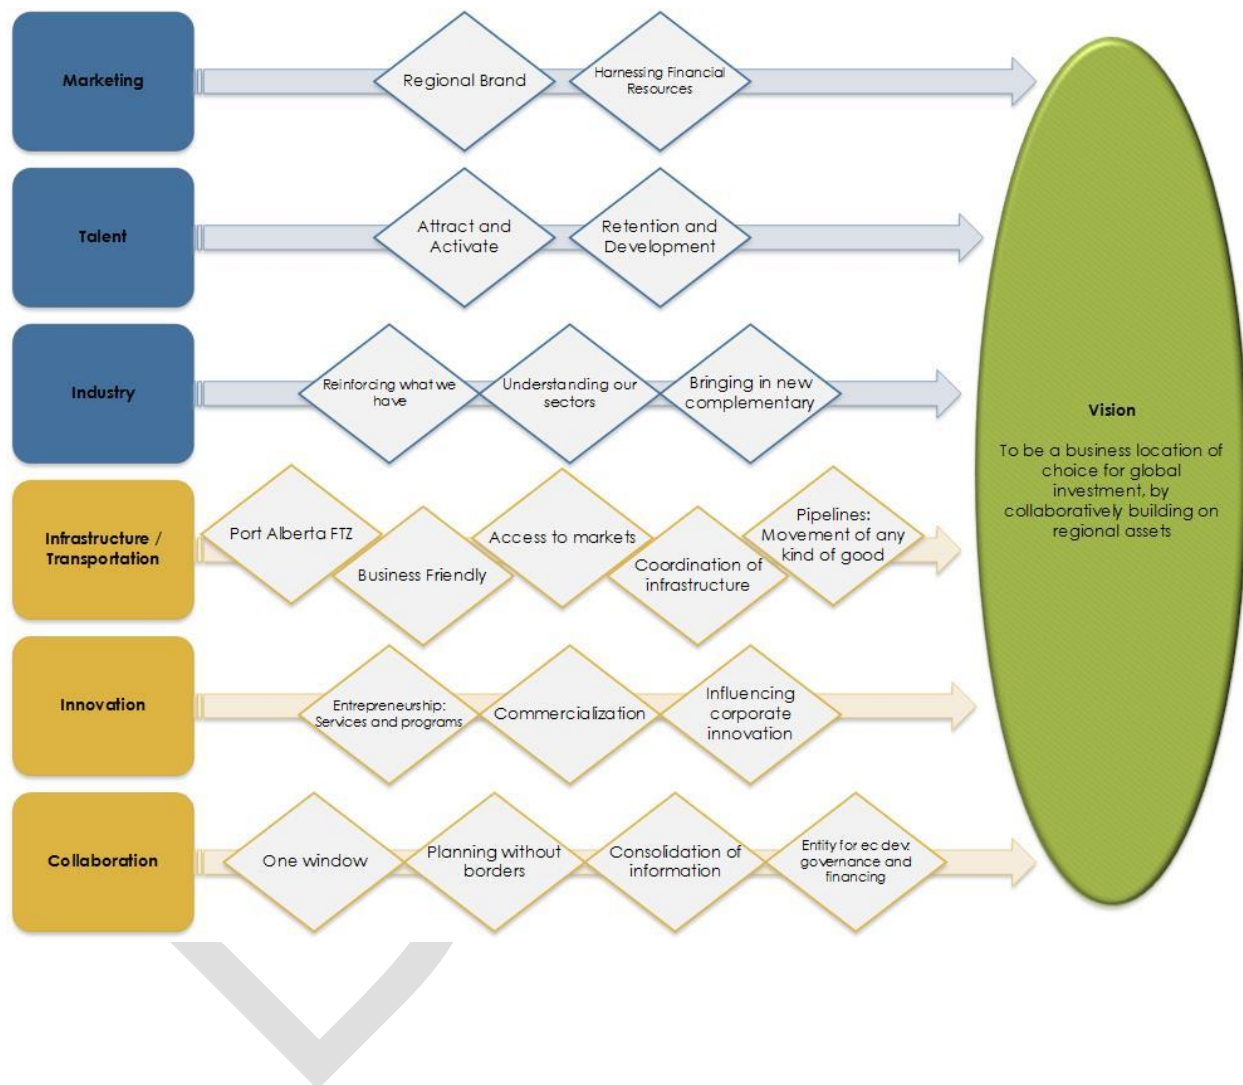 Marketing
Regional Brand
Harnessing Financial
Resources
Talent
Attract and
Activate
Retention and
Development
Industry
Reinforcing what we
have
Understanding our
sectors
Bringing in new
complementary
Infrastructure /
Transportation
Port Alberta FTZ
Business Friendly
Access to markets
Coordination of
infrastructure
Pipelines:
Movement of any
kind of good
Innovation
Entrepreneurship:
Services and programs
Commercialization
Influencing
corporate
innovation
Collaboration
One window
Planning without
borders
Consolidation of
information
Entity for ec dev:
governance and
financing
Vision
To be a business location of
choice for global
investment, by
collaboratively building on
regional assets